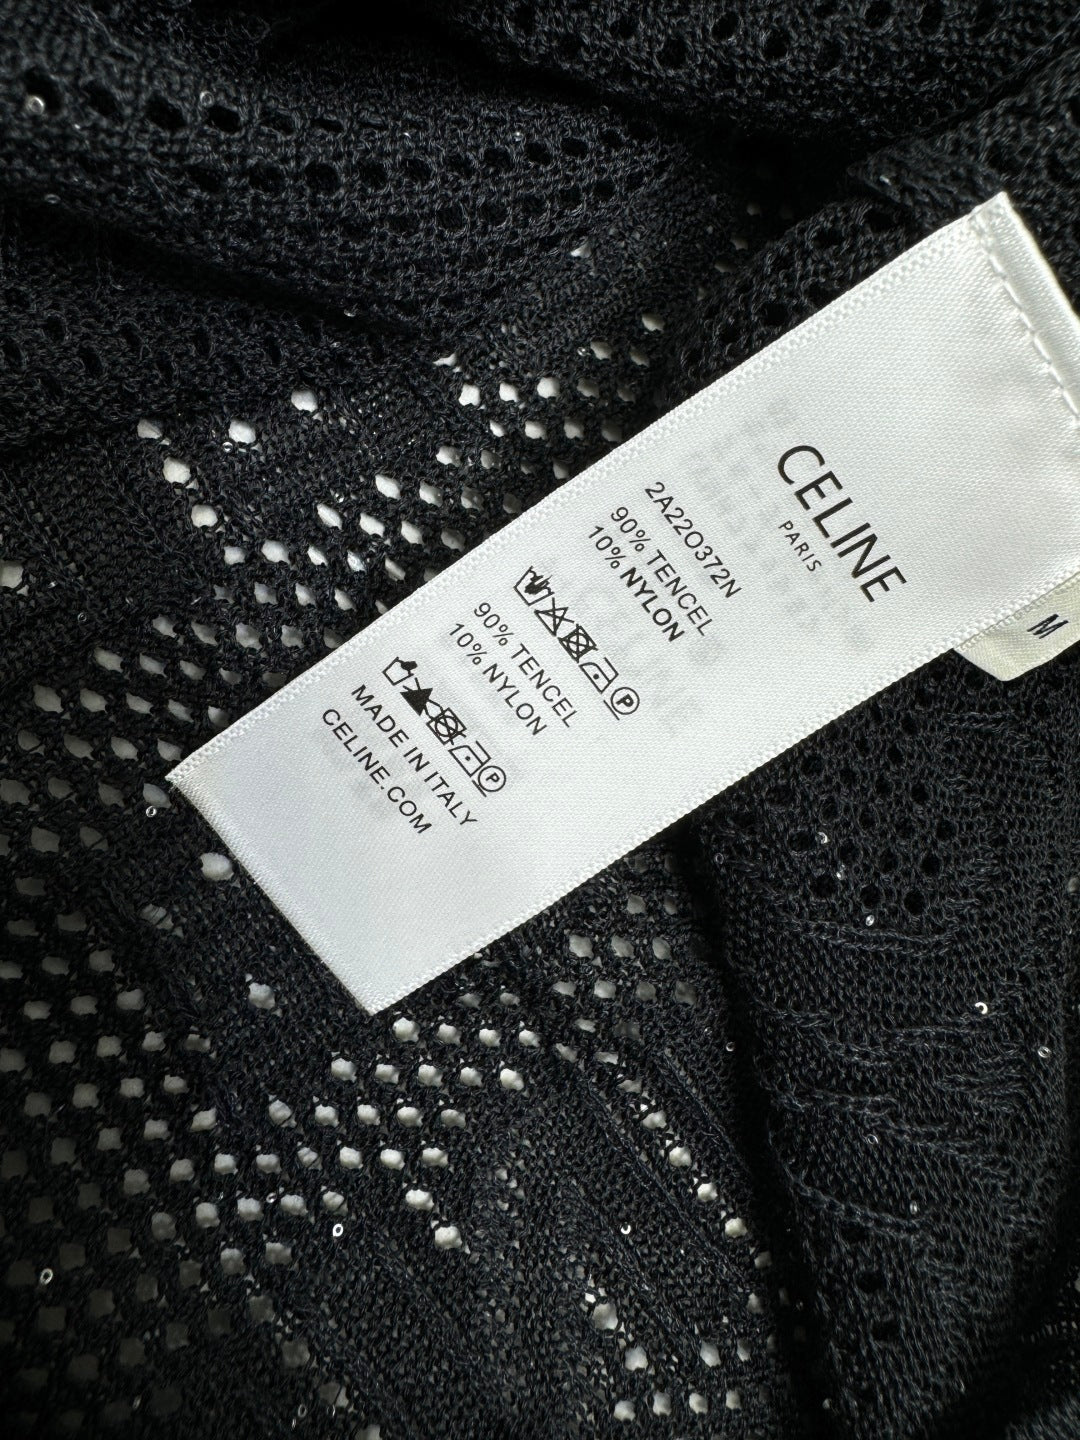 CELINE
PARIS
2A22O372N
90% TENCEL
10% NYLON
P
90% TENCEL
10% NYLON
P
MADE IN ITALY
CELINE.COM
M